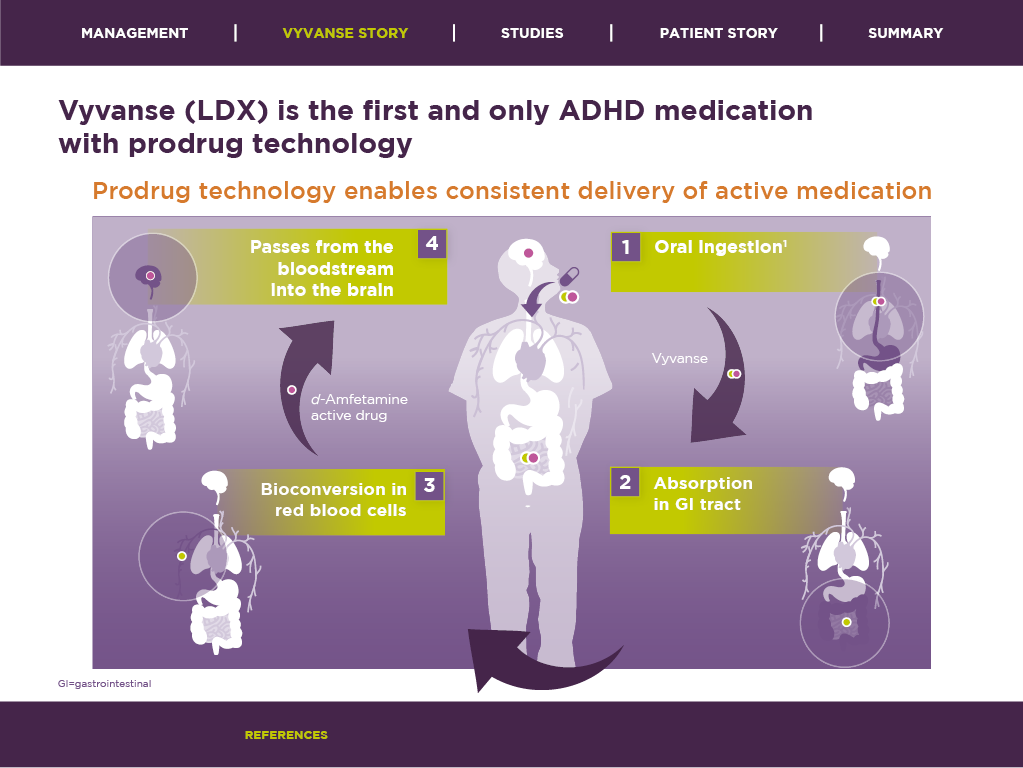 MANAGEMENT | VYVANSE STORY | STUDIES | PATIENT STORY | SUMMARY
Vyvanse (LDX) is the first and only ADHD medication
with prodrug technology
Prodrug technology enables consistent delivery of active medication
1 Oral Ingestion¹
Vyvanse
2 Absorption
in GI tract
3 Bioconversion in
red blood cells
d-Amfetamine
active drug
4 Passes from the
bloodstream
into the brain
GI=gastrointestinal
REFERENCES